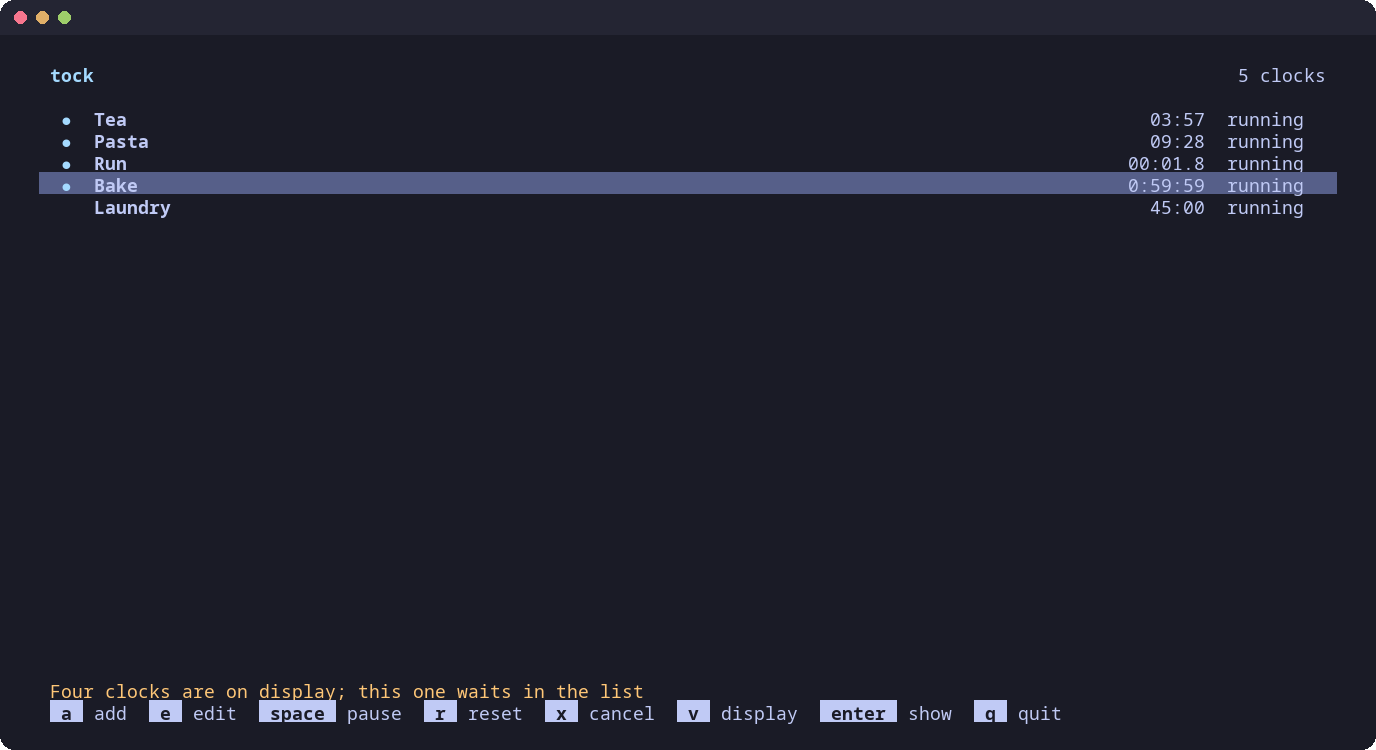 tock 5 clocks
● Tea 03:57 running
● Pasta 09:28 running
● Run 00:01.8 running
● Bake 0:59:59 running
Laundry 45:00 running
Four clocks are on display; this one waits in the list
a add e edit space pause r reset x cancel v display enter show q quit